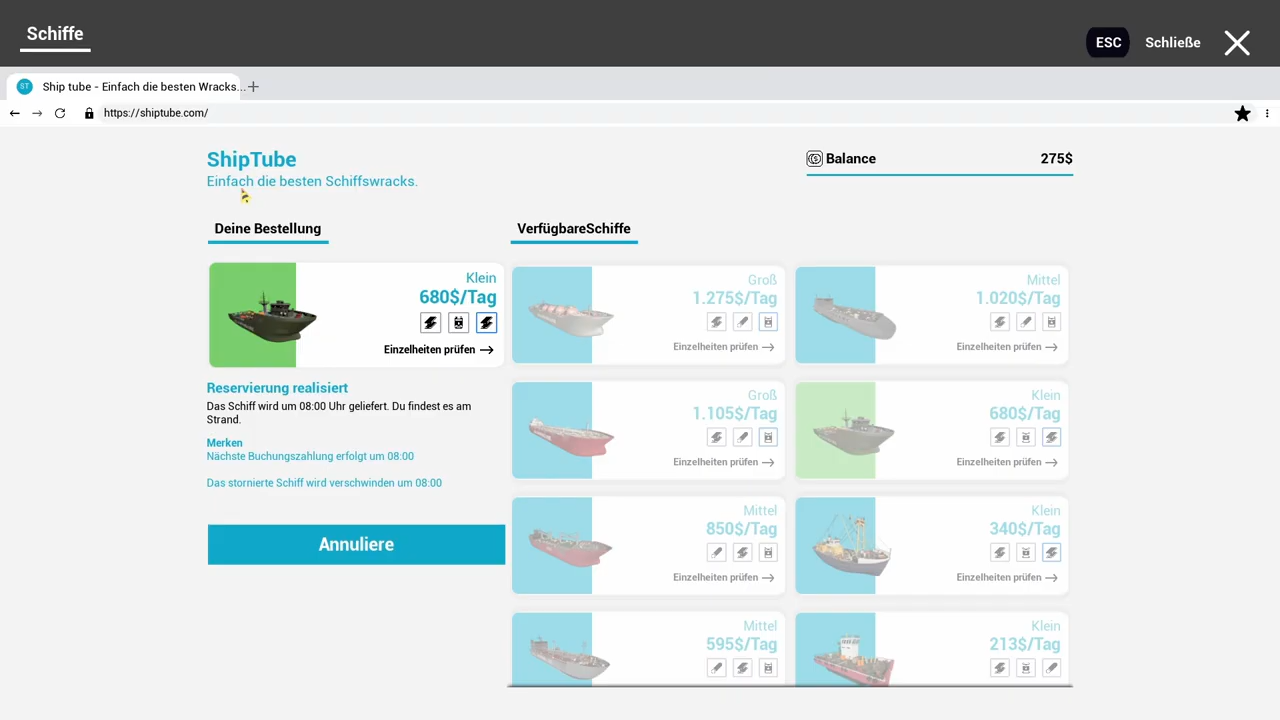 Schiffe
ESC
Schließe
ST
Ship tube - Einfach die besten Wracks...
https://shiptube.com/
ShipTube
Einfach die besten Schiffswracks.
Balance
275$
Deine Bestellung
VerfügbareSchiffe
Klein
680$/Tag
Einzelheiten prüfen
Reservierung realisiert
Das Schiff wird um 08:00 Uhr geliefert. Du findest es am
Strand.
Merken
Nächste Buchungszahlung erfolgt um 08:00
Das stornierte Schiff wird verschwinden um 08:00
Annuliere
Groß
1.275$/Tag
Einzelheiten prüfen
Mittel
1.020$/Tag
Einzelheiten prüfen
Groß
1.105$/Tag
Einzelheiten prüfen
Klein
680$/Tag
Einzelheiten prüfen
Mittel
850$/Tag
Einzelheiten prüfen
Klein
340$/Tag
Einzelheiten prüfen
Mittel
595$/Tag
Klein
213$/Tag